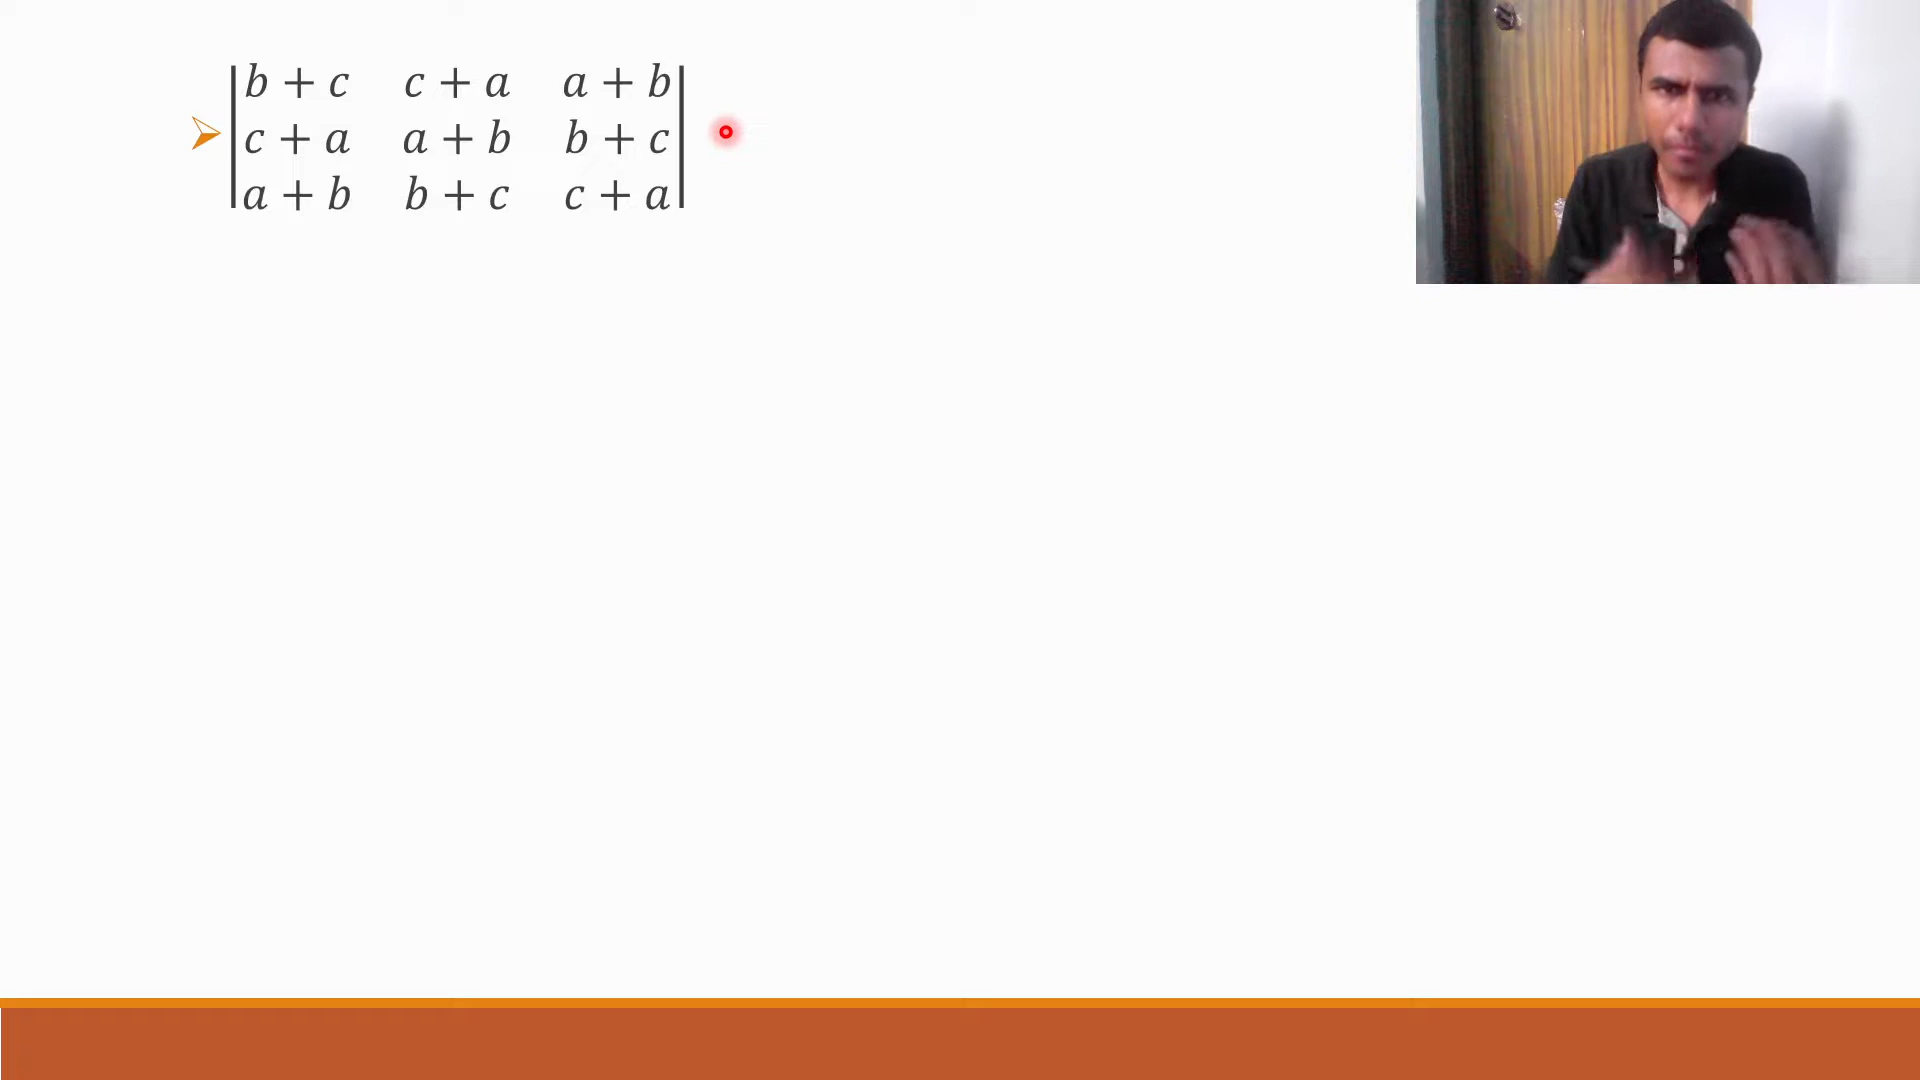 |b + c c + a a + b|
|c + a a + b b + c|
|a + b b + c c + a|